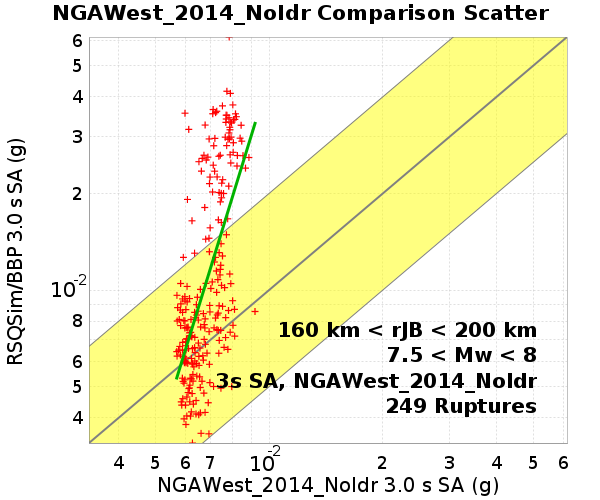 NGAWest_2014_NoIdr Comparison Scatter
RSQSim/BBP 3.0 s SA (g)
6
5
4
3
2
10-2
8
6
5
4
160 km < rJB < 200 km
7.5 < Mw < 8
3s SA, NGAWest_2014_NoIdr
249 Ruptures
4 5 6 7 10-2 2 3 4 5 6
NGAWest_2014_NoIdr 3.0 s SA (g)